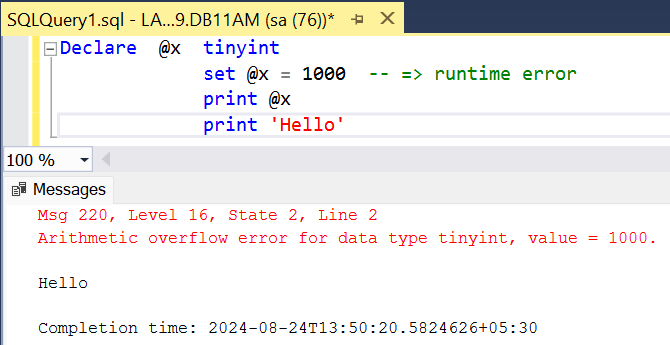 SQLQuery1.sql - LA...9.DB11AM (sa (76))*
Declare @x tinyint
set @x = 1000 -- => runtime error
print @x
print 'Hello'
100 %
Messages
Msg 220, Level 16, State 2, Line 2
Arithmetic overflow error for data type tinyint, value = 1000.
Hello
Completion time: 2024-08-24T13:50:20.5824626+05:30